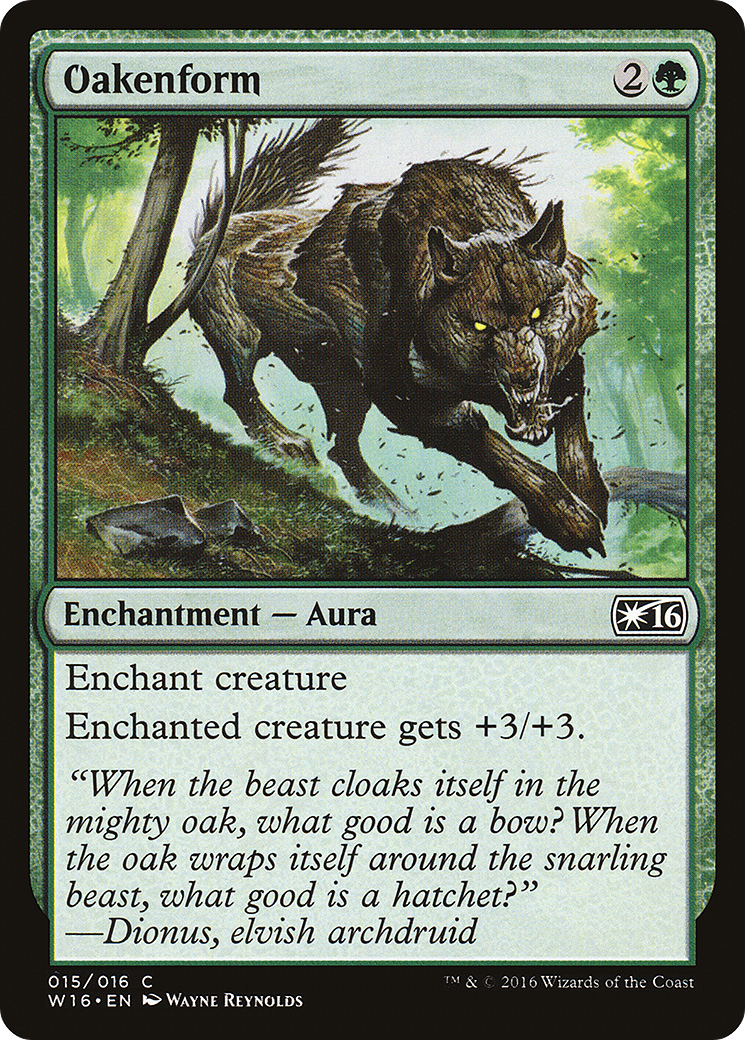 Oakenform 2
Enchantment — Aura
16
Enchant creature
Enchanted creature gets +3/+3.
“When the beast cloaks itself in the
mighty oak, what good is a bow? When
the oak wraps itself around the snarling
beast, what good is a hatchet?”
—Dionus, elvish archdruid
015/016 C
W16 • EN Wayne Reynolds
™ & © 2016 Wizards of the Coast